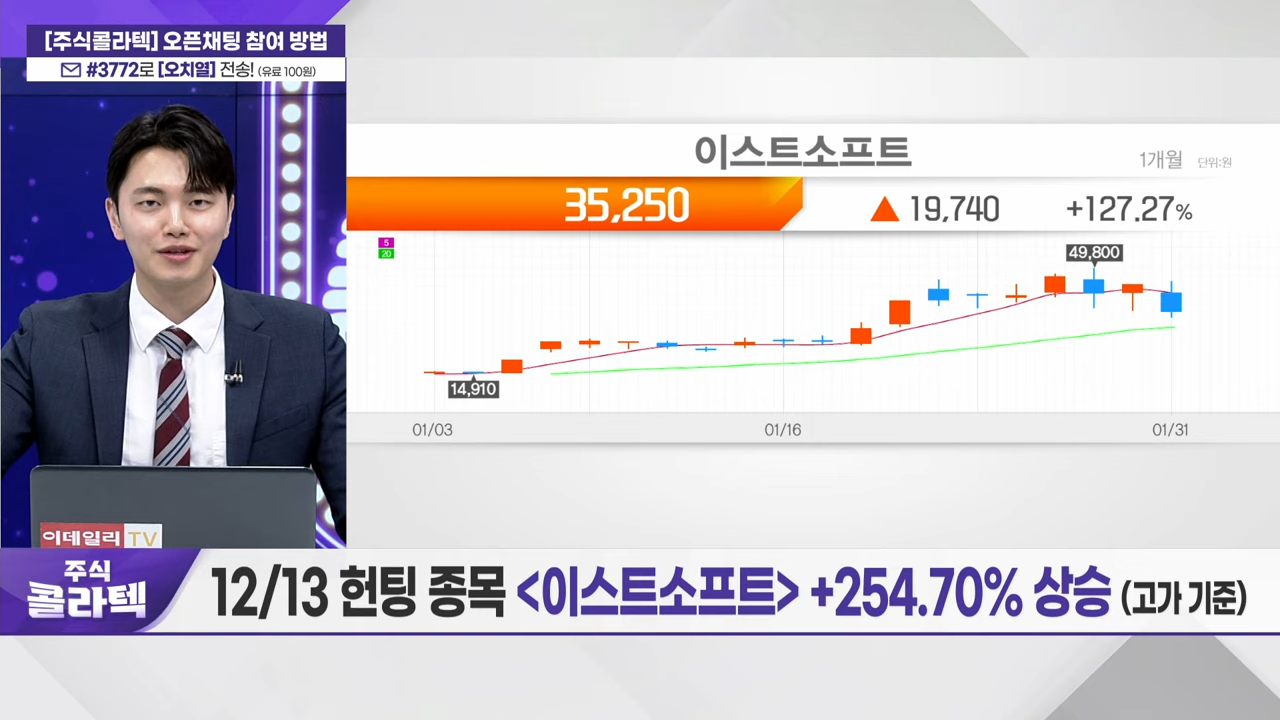 [주식콜라텍] 오픈채팅 참여 방법
#3772로 [오치열] 전송! (유료 100원)
이스트소프트
1개월 단위:원
35,250 ▲ 19,740 +127.27%
5
20
49,800
14,910
01/03 01/16 01/31
이데일리 TV
주식
콜라텍
12/13 헌팅 종목 <이스트소프트> +254.70% 상승 (고가 기준)